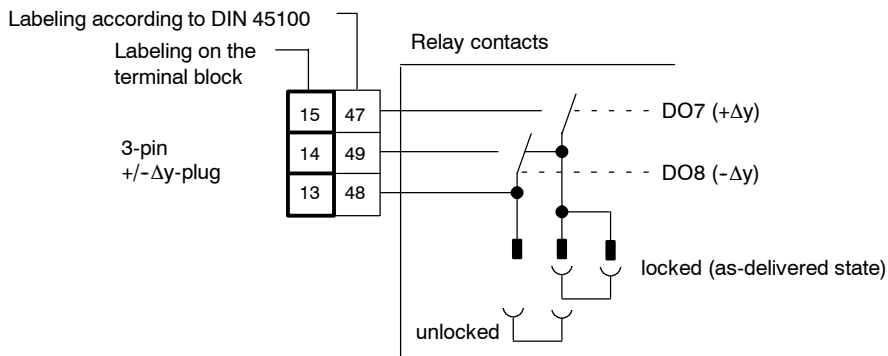 Labeling according to DIN 45100
Labeling on the
terminal block
Relay contacts
15 47
DO7 (+Δy)
3-pin
+/-Δy-plug
14 49
DO8 (-Δy)
13 48
locked (as-delivered state)
unlocked